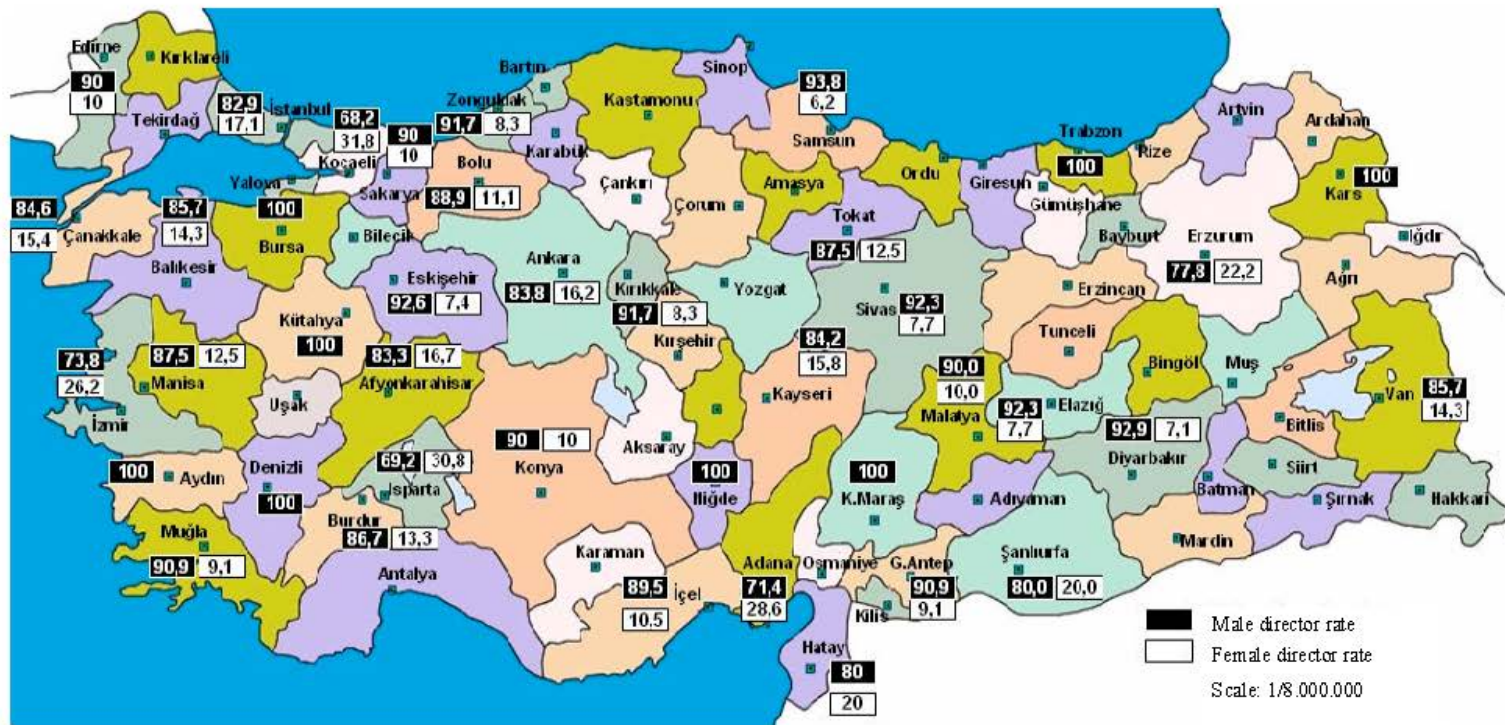 Edirne
Kırklareli
90
10
Tekirdağ
82,9
17,1
İstanbul
68,2
31,8
Kocaeli
90
10
Sakarya
Yalova
Zonguldak
91,7 8,3
Bartın
Karabük
Kastamonu
Sinop
93,8
6,2
Samsun
Bolu
88,9 11,1
Çankırı
Çorum
Amasya
Ordu
Tokat
87,5 12,5
Giresun
Trabzon
100
Gümüşhane
Bayburt
Rize
Artvin
Ardahan
Kars
100
Iğdır
Erzurum
77,8 22,2
Ağrı
84,6
15,4
Çanakkale
85,7
14,3
Balıkesir
100
Bursa
Bilecik
Eskişehir
92,6 7,4
Ankara
83,8 16,2
Kırıkkale
91,7 8,3
Yozgat
Sivas
92,3
7,7
Erzincan
Tunceli
Bingöl
Muş
Kütahya
100
Kırşehir
73,8
26,2
İzmir
87,5 12,5
Manisa
Uşak
83,3 16,7
Afyonkarahisar
84,2
15,8
Kayseri
90,0
10,0
Malatya
92,3
7,7
Elazığ
92,9 7,1
Diyarbakır
Bitlis
Van
85,7
14,3
100
Aydın
Denizli
100
69,2 30,8
Isparta
Burdur
86,7 13,3
90 10
Konya
Aksaray
100
Niğde
100
K.Maraş
Adıyaman
Batman
Siirt
Şırnak
Hakkari
Mardin
Muğla
90,9 9,1
Antalya
Karaman
89,5
10,5
İçel
Adana
71,4
28,6
Osmaniye
G.Antep
90,9
9,1
Kilis
Şanlıurfa
80,0 20,0
Hatay
80
20
Male director rate
Female director rate
Scale: 1/8.000.000